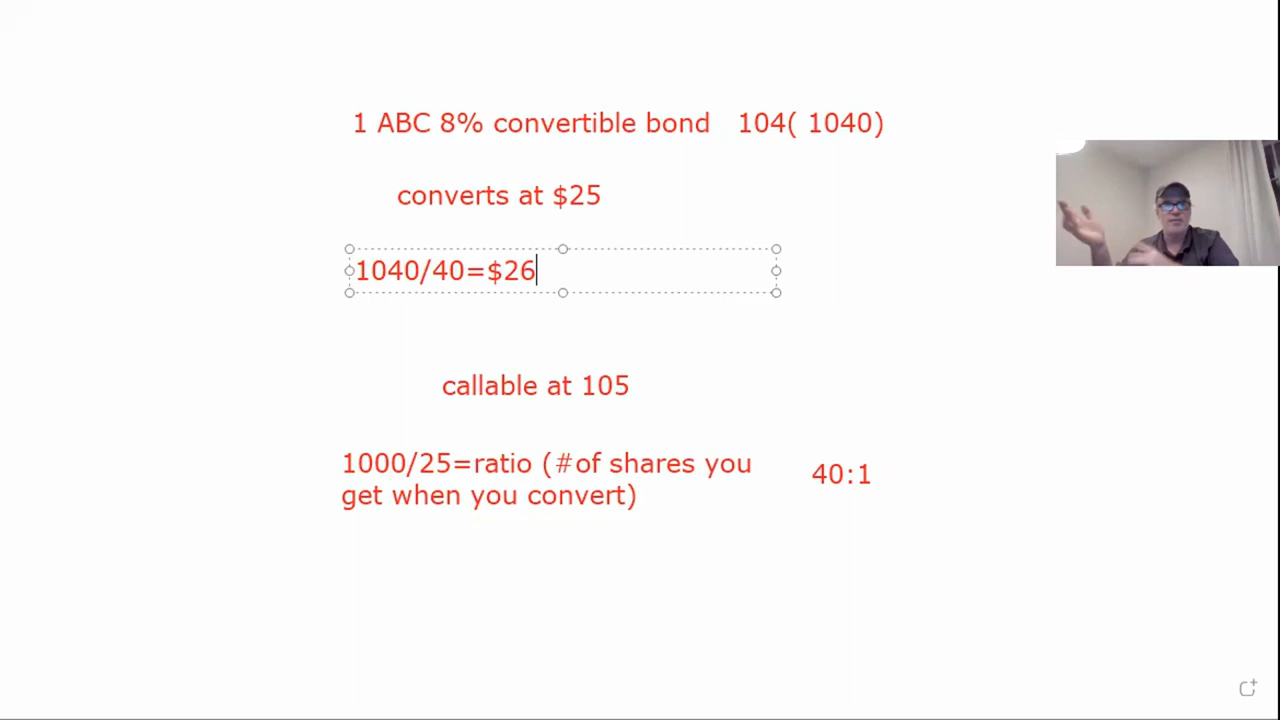 1 ABC 8% convertible bond 104( 1040)
converts at $25
1040/40=$26
callable at 105
1000/25=ratio (#of shares you
get when you convert)
40:1